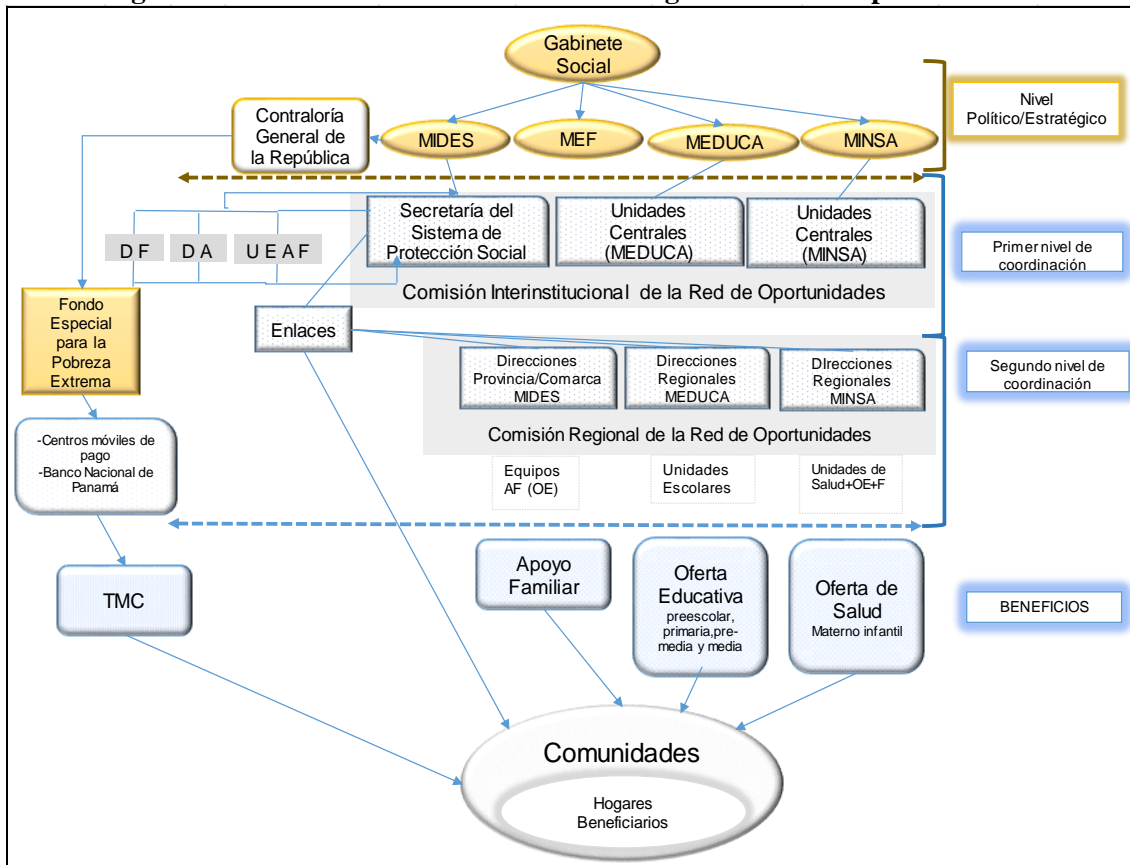 Gabinete
Social
Nivel
Político/Estratégico
Contraloría
General de
la República
MIDES
MEF
MEDUCA
MINSA
Secretaría del
Sistema de
Protección Social
Unidades
Centrales
(MEDUCA)
Unidades
Centrales
(MINSA)
Primer nivel de
coordinación
D F
D A
U E A F
Comisión Interinstitucional de la Red de Oportunidades
Fondo
Especial
para la
Pobreza
Extrema
Enlaces
Direcciones
Provincia/Comarca
MIDES
Direcciones
Regionales
MEDUCA
DIrecciones
Regionales
MINSA
Segundo nivel de
coordinación
Comisión Regional de la Red de Oportunidades
-Centros móviles de
pago
-Banco Nacional de
Panamá
Equipos
AF (OE)
Unidades
Escolares
Unidades de
Salud+OE+F
TMC
Apoyo
Familiar
Oferta
Educativa
preescolar,
primaria,pre-
media y media
Oferta de
Salud
Materno infantil
BENEFICIOS
Comunidades
Hogares
Beneficiarios